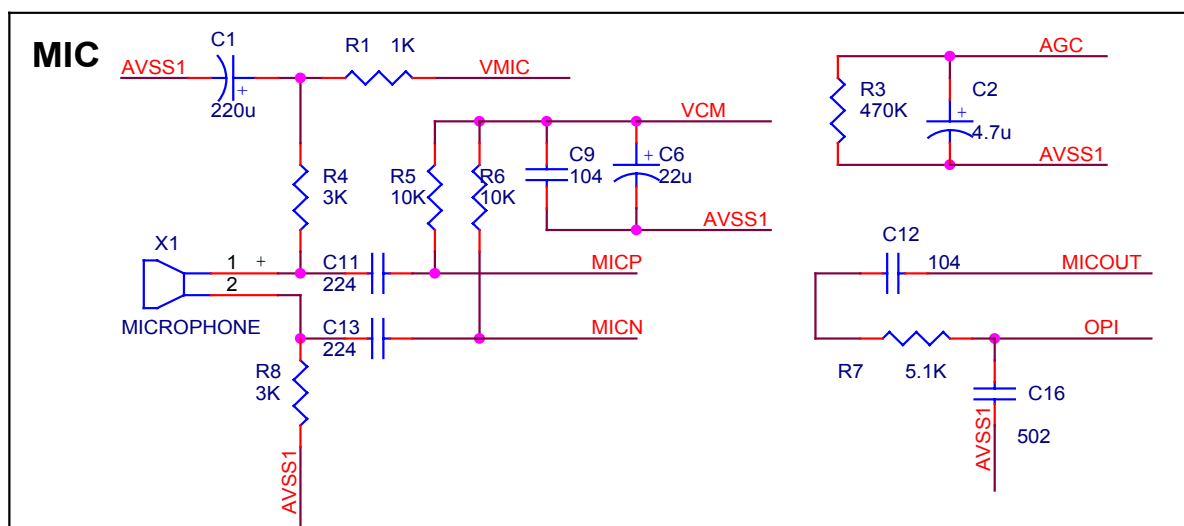 MIC
C1
AVSS1
+
220u
R1 1K
VMIC
R4
3K
R5
10K
R6
10K
VCM
C9
104
+
C6
22u
AVSS1
X1
1 +
2
MICROPHONE
C11
224
MICP
C13
224
MICN
R8
3K
AVSS1
AGC
R3
470K
C2
+
4.7u
AVSS1
C12
104
MICOUT
OPI
R7
5.1K
C16
502
AVSS1